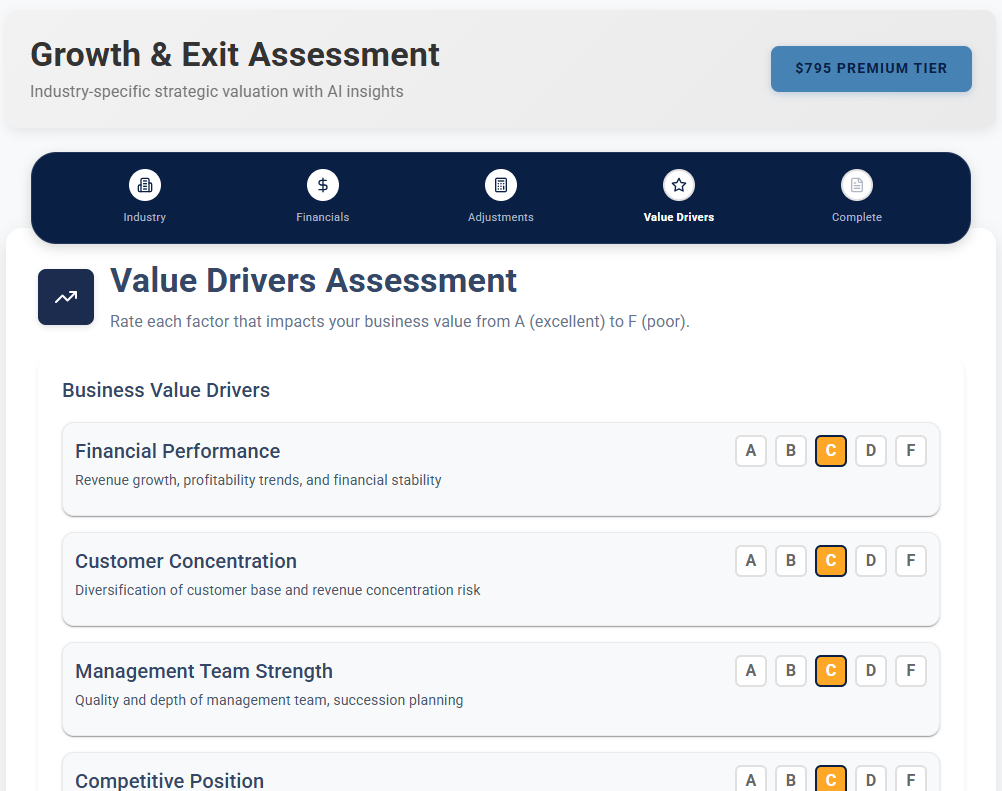 Growth & Exit Assessment
Industry-specific strategic valuation with AI insights
$795 PREMIUM TIER
Industry
Financials
Adjustments
Value Drivers
Complete
Value Drivers Assessment
Rate each factor that impacts your business value from A (excellent) to F (poor).
Business Value Drivers
Financial Performance
A B C D F
Revenue growth, profitability trends, and financial stability
Customer Concentration
A B C D F
Diversification of customer base and revenue concentration risk
Management Team Strength
A B C D F
Quality and depth of management team, succession planning
Competitive Position
A B C D F